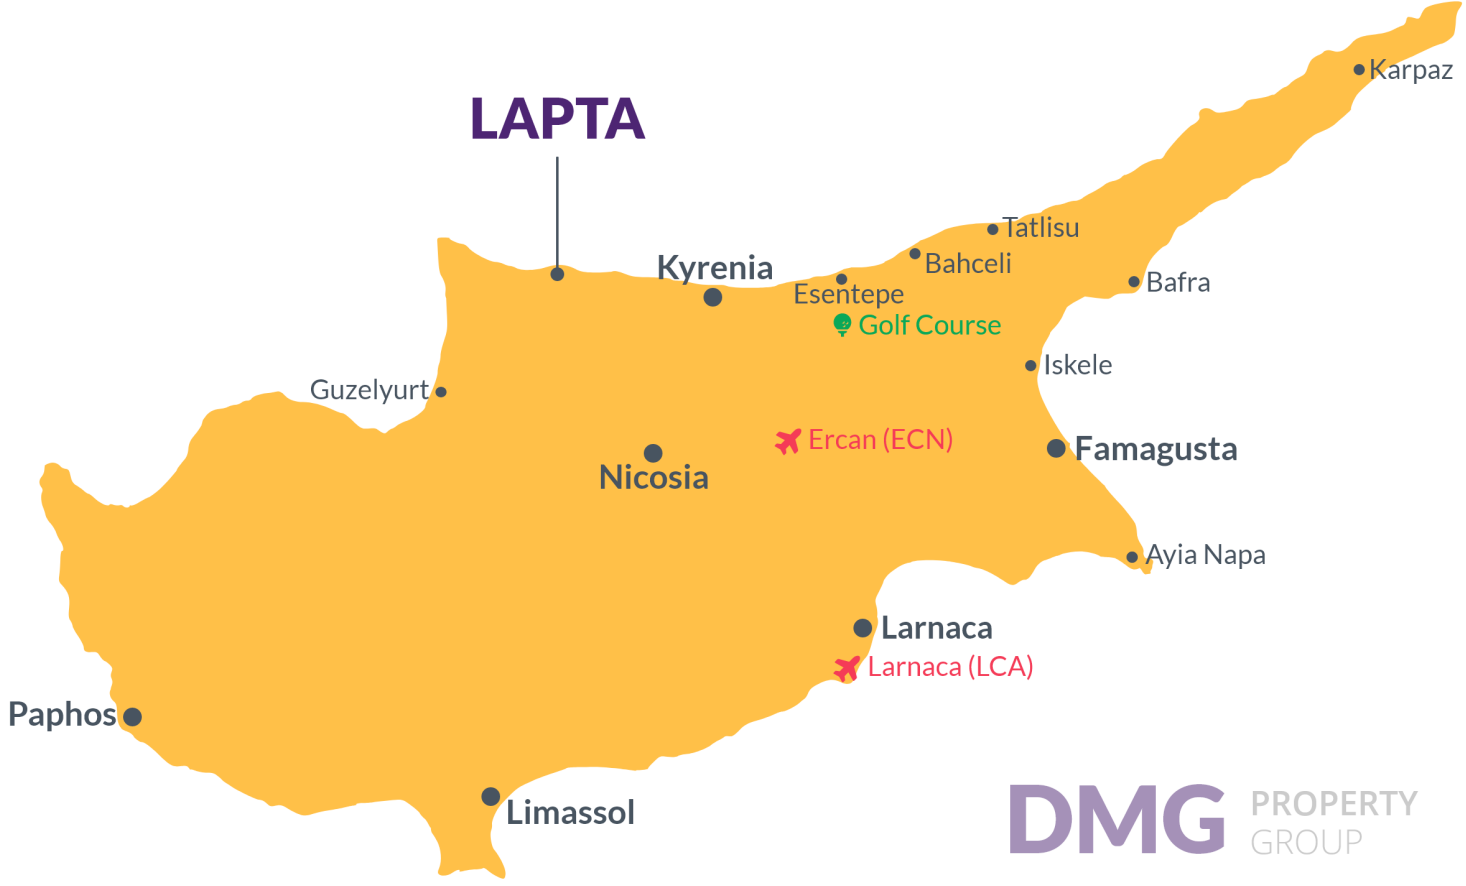 Karpaz
LAPTA
Tatlisu
Bahceli
Kyrenia
Bafra
Esentepe
Golf Course
Iskele
Guzelyurt
Ercan (ECN)
Famagusta
Nicosia
Ayia Napa
Larnaca
Larnaca (LCA)
Paphos
Limassol
DMG PROPERTY
GROUP